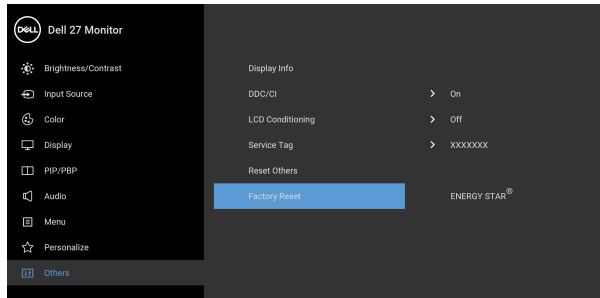 DELL Dell 27 Monitor
Brightness/Contrast
Input Source
Color
Display
PIP/PBP
Audio
Menu
Personalize
Others
Display Info
DDC/CI > On
LCD Conditioning > Off
Service Tag > XXXXXXX
Reset Others
Factory Reset ENERGY STAR®